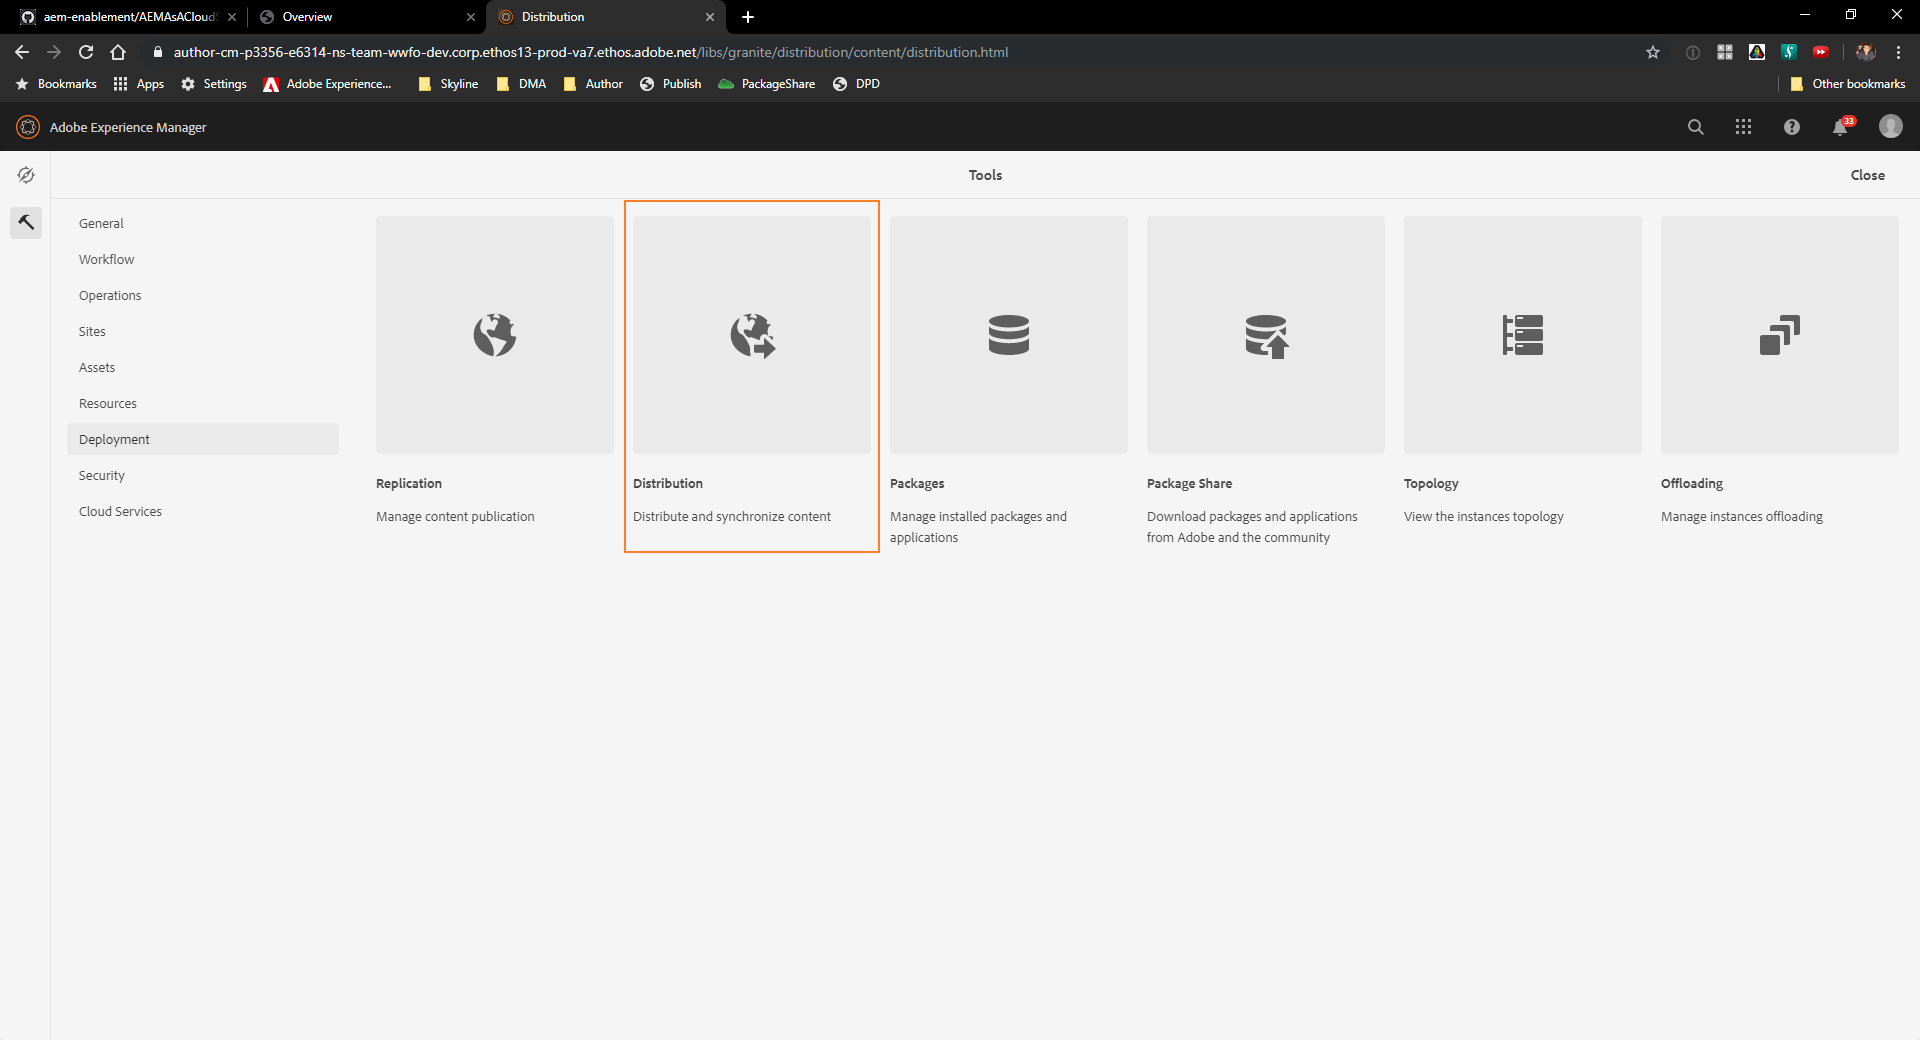 aem-enablement/AEMAsACloudS
Overview
Distribution
author-cm-p3356-e6314-ns-team-wwfo-dev.corp.ethos13-prod-va7.ethos.adobe.net/libs/granite/distribution/content/distribution.html
Bookmarks
Apps
Settings
Adobe Experience...
Skyline
DMA
Author
Publish
PackageShare
DPD
Other bookmarks
Adobe Experience Manager
33
Tools
Close
General
Workflow
Operations
Sites
Assets
Resources
Deployment
Security
Cloud Services
Replication
Manage content publication
Distribution
Distribute and synchronize content
Packages
Manage installed packages and
applications
Package Share
Download packages and applications
from Adobe and the community
Topology
View the instances topology
Offloading
Manage instances offloading